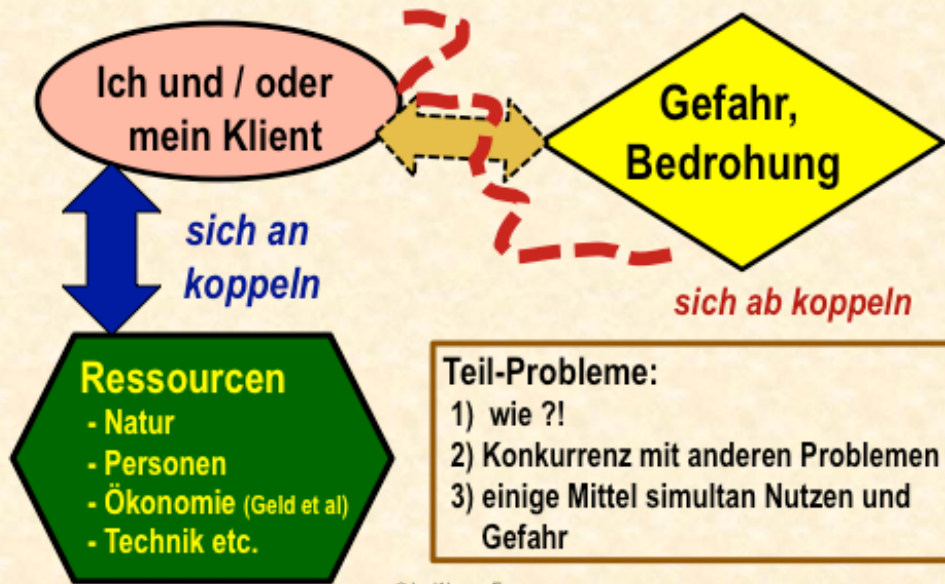 Ich und / oder
mein Klient
Gefahr,
Bedrohung
sich an
koppeln
sich ab koppeln
Ressourcen
- Natur
- Personen
- Ökonomie (Geld et al)
- Technik etc.
Teil-Probleme:
1) wie ?!
2) Konkurrenz mit anderen Problemen
3) einige Mittel simultan Nutzen und
Gefahr